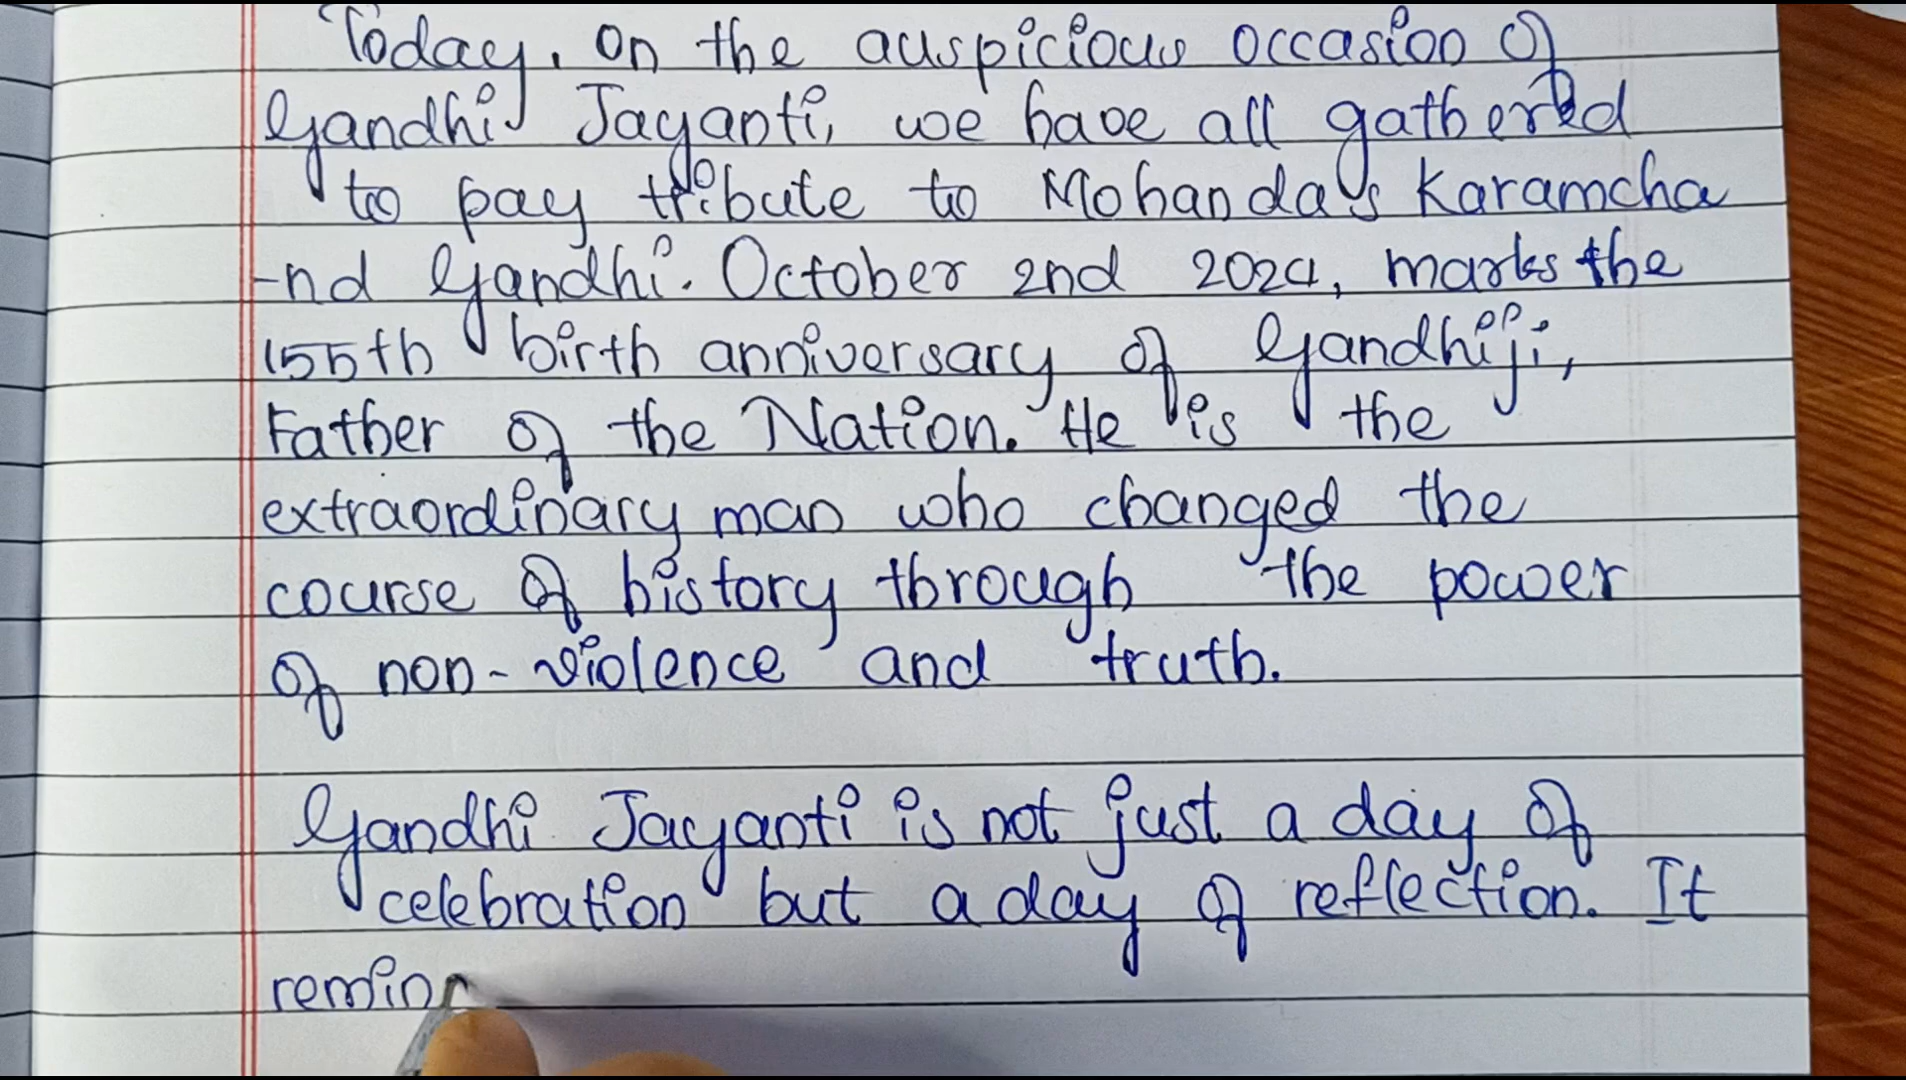 Today, on the auspicious occasion of
Gandhi Jayanti, we have all gathered
to pay tribute to Mohandas Karamcha
-nd Gandhi. October 2nd 2024, marks the
155th birth anniversary of Gandhiji,
Father of the Nation. He is the
extraordinary man who changed the
course of history through the power
of non-violence and truth.
Gandhi Jayanti is not just a day of
celebration but a day of reflection. It
remin